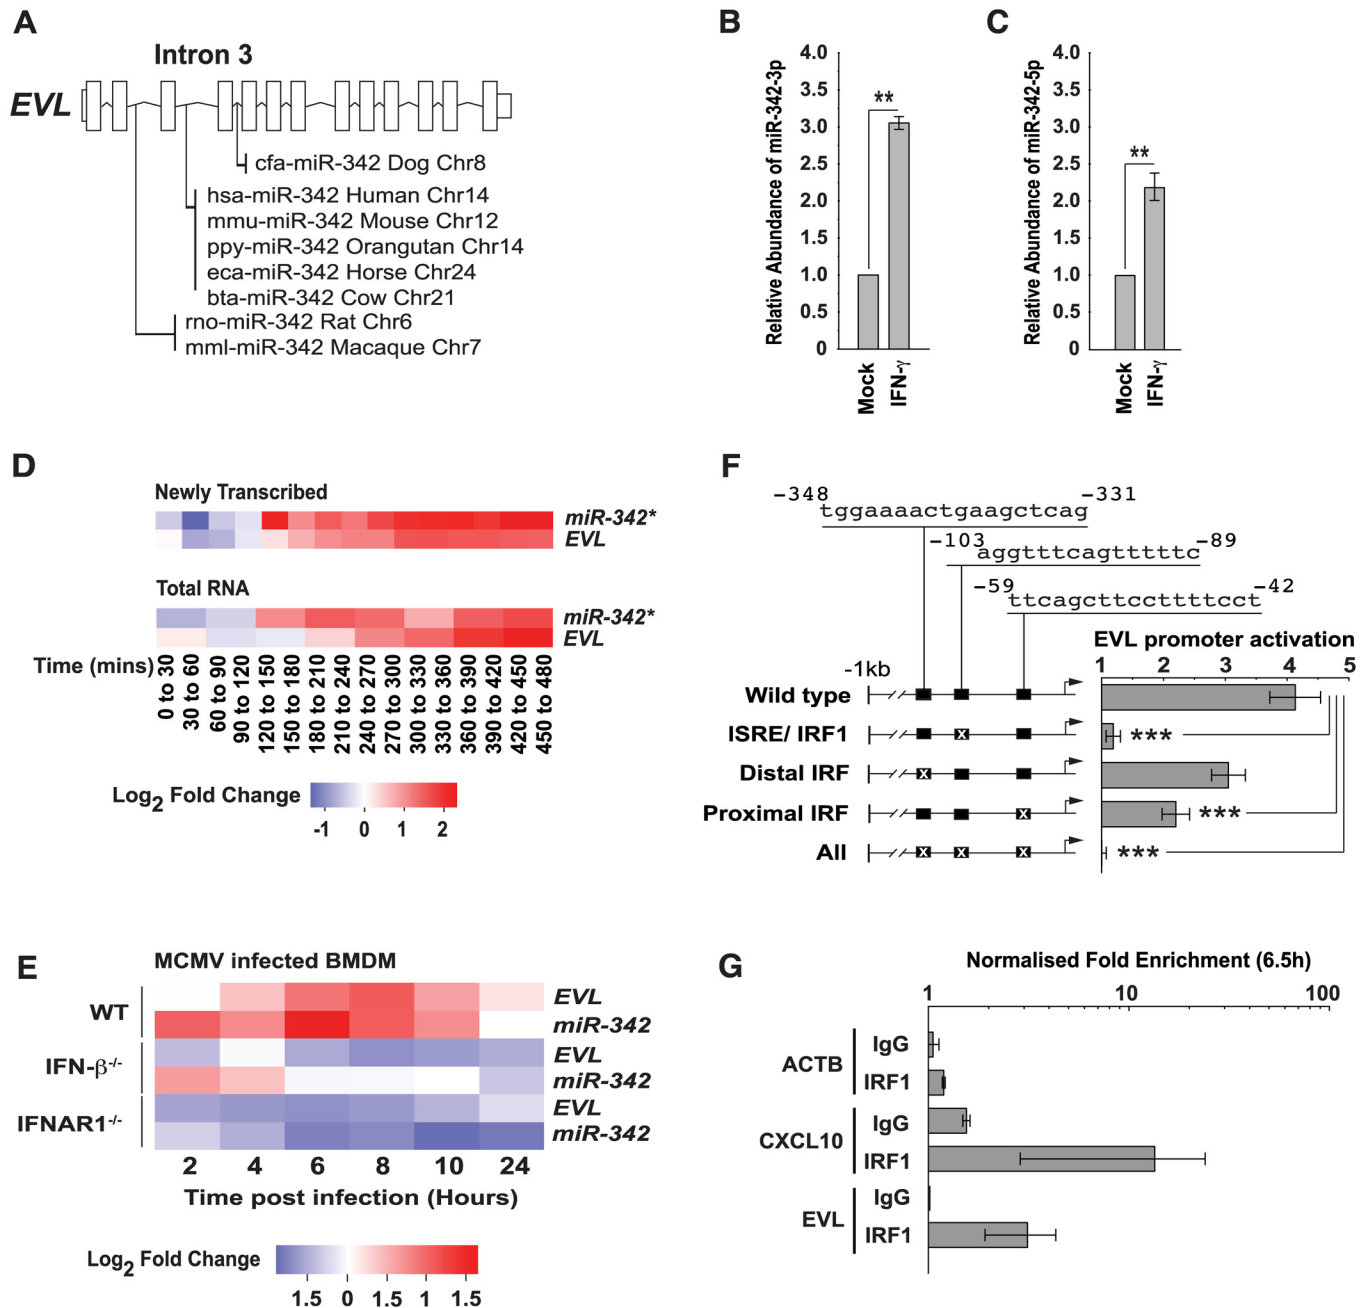 A
Intron 3
EVL
cfa-miR-342 Dog Chr8
hsa-miR-342 Human Chr14
mmu-miR-342 Mouse Chr12
ppy-miR-342 Orangutan Chr14
eca-miR-342 Horse Chr24
bta-miR-342 Cow Chr21
rno-miR-342 Rat Chr6
mml-miR-342 Macaque Chr7
B
Relative Abundance of miR-342-3p
4.0
3.5
3.0
2.5
2.0
1.5
1.0
0.5
0
**
Mock
IFN-γ
C
Relative Abundance of miR-342-5p
4.0
3.5
3.0
2.5
2.0
1.5
1.0
0.5
0
**
Mock
IFN-γ
D
Newly Transcribed
miR-342*
EVL
Total RNA
miR-342*
EVL
Time (mins)
0 to 30
30 to 60
60 to 90
90 to 120
120 to 150
150 to 180
180 to 210
210 to 240
240 to 270
270 to 300
300 to 330
330 to 360
360 to 390
390 to 420
420 to 450
450 to 480
Log2 Fold Change
-1 0 1 2
E
MCMV infected BMDM
WT
EVL
miR-342
IFN-β-/-
EVL
miR-342
IFNAR1-/-
EVL
miR-342
2 4 6 8 10 24
Time post infection (Hours)
Log2 Fold Change
1.5 0 1.5 1 1.5
F
-348 -331
tggaaaactgaagctcag
-103 -89
aggtttcagtttttc
-59 -42
ttcagcttccttttcct
EVL promoter activation
1 2 3 4 5
-1kb
Wild type
ISRE/ IRF1
x
***
Distal IRF
x
Proximal IRF
x
***
All
x x x
***
G
Normalised Fold Enrichment (6.5h)
1 10 100
ACTB
IgG
IRF1
CXCL10
IgG
IRF1
EVL
IgG
IRF1